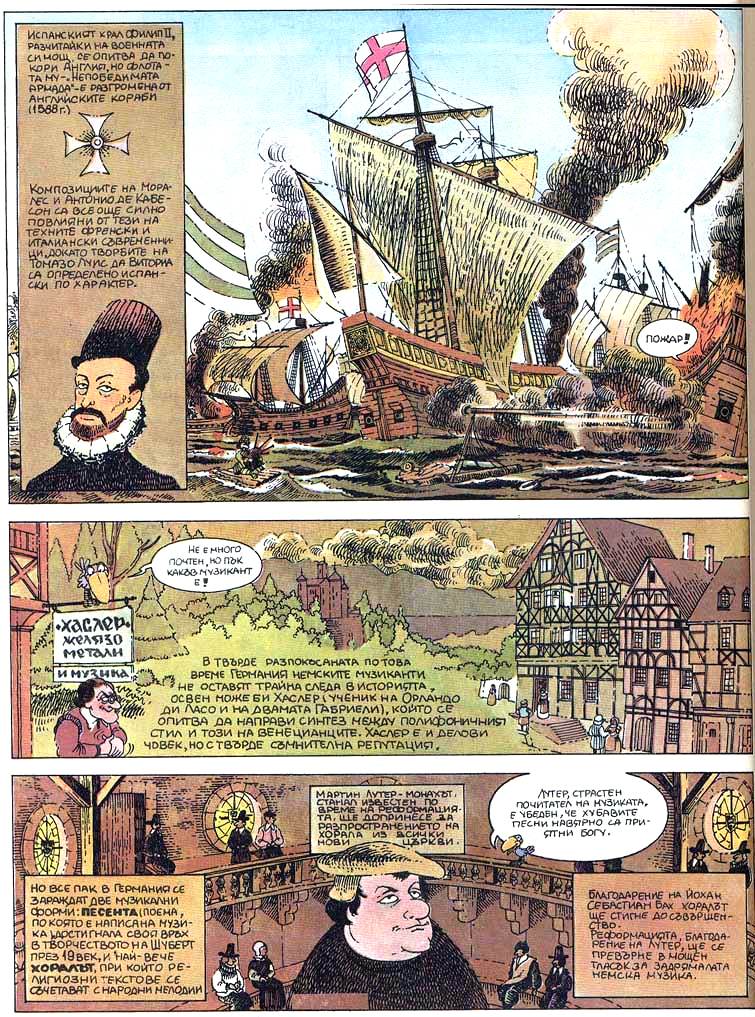 ИСПАНСКИЯТ КРАЛ ФИЛИП II,
РАЗЧИТАЙКИ НА ВОЕННАТА
СИ МОЩ, СЕ ОПИТВА ДА ПО-
КОРИ АНГЛИЯ, НО ФЛОТА-
ТА МУ-„НЕПОБЕДИМАТА
АРМАДА"-Е РАЗГРОМЕНА ОТ
АНГЛИЙСКИТЕ КОРАБИ
(1588 г.)
КОМПОЗИЦИИТЕ НА МОРА-
ЛЕС И АНТОНИО ДЕ КАБЕ-
СОН СА ВСЕ ОЩЕ СИЛНО
ПОВЛИЯНИ ОТ ТЕЗИ НА
ТЕХНИТЕ ФРЕНСКИ И
ИТАЛИАНСКИ СЪВРЕМЕННИ-
ЦИ, ДОКАТО ТВОРБИТЕ НА
ТОМАЗО ЛУИС ДА ВИТОРИА
СА ОПРЕДЕЛЕНО ИСПАН-
СКИ ПО ХАРАКТЕР.
ПОЖАР!!
НЕ Е МНОГО
ПОЧТЕН, НО ПЪК
КАКЪВ МУЗИКАНТ
Е!
•ХАСЛЕР•
ЖЕЛЯЗО
МЕТАЛИ
И МУЗИКА
В ТВЪРДЕ РАЗПОКЪСАНАТА ПО ТОВА
ВРЕМЕ ГЕРМАНИЯ НЕМСКИТЕ МУЗИКАНТИ
НЕ ОСТАВЯТ ТРАЙНА СЛЕДА В ИСТОРИЯТА,
ОСВЕН МОЖЕ БИ ХАСЛЕР (УЧЕНИК НА ОРЛАНДО
ДИ ЛАСО И НА ДВАМАТА ГАБРИЕЛИ), КОЙТО СЕ
ОПИТВА ДА НАПРАВИ СИНТЕЗ МЕЖДУ ПОЛИФОНИЧНИЯ
СТИЛ И ТОЗИ НА ВЕНЕЦИАНЦИТЕ. ХАСЛЕР Е И ДЕЛОВИ
ЧОВЕК, НО С ТВЪРДЕ СЪМНИТЕЛНА РЕПУТАЦИЯ.
МАРТИН ЛУТЕР-МОНАХЪТ,
СТАНАЛ ИЗВЕСТЕН ПО
ВРЕМЕ НА РЕФОРМАЦИЯ-
ТА, ЩЕ ДОПРИНЕСЕ ЗА
РАЗПРОСТРАНЕНИЕТО НА
ХОРАЛА ИЗ ВСИЧКИ
НОВИ ЦЪРКВИ.
ЛУТЕР, СТРАСТЕН
ПОЧИТАТЕЛ НА МУЗИКАТА,
Е УБЕДЕН, ЧЕ ХУБАВИТЕ
ПЕСНИ НАВЯРНО СА ПРИ-
ЯТНИ БОГУ.
НО ВСЕ ПАК В ГЕРМАНИЯ СЕ
ЗАРАЖДАТ ДВЕ МУЗИКАЛНИ
ФОРМИ: ПЕСЕНТА (ПОЕМА,
ПО КОЯТО Е НАПИСАНА МУЗИ-
КА) ДОСТИГНАЛА СВОЯ ВРЪХ
В ТВОРЧЕСТВОТО НА ШУБЕРТ
ПРЕЗ 19 ВЕК, И НАЙ-ВЕЧЕ
ХОРАЛЪТ, ПРИ КОЙТО РЕ-
ЛИГИОЗНИ ТЕКСТОВЕ СЕ
СЪЧЕТАВАТ С НАРОДНИ МЕЛОДИИ.
БЛАГОДАРЕНИЕ НА ЙОХАН
СЕБАСТИАН БАХ ХОРАЛЪТ
ЩЕ СТИГНЕ ДО СЪВЪРШЕН-
СТВО.
РЕФОРМАЦИЯТА, БЛАГОДА-
РЕНИЕ НА ЛУТЕР, ЩЕ СЕ
ПРЕВЪРНЕ В МОЩЕН
ТЛАСЪК ЗА ЗАДРЯМАЛАТА
НЕМСКА МУЗИКА.